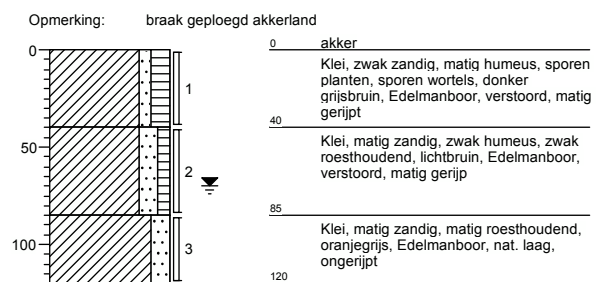 Opmerking: braak geploegd akkerland
0
0 akker
Klei, zwak zandig, matig humeus, sporen
planten, sporen wortels, donker
grijsbruin, Edelmanboor, verstoord, matig
gerijpt
1
40
Klei, matig zandig, zwak humeus, zwak
roesthoudend, lichtbruin, Edelmanboor,
verstoord, matig gerijp
50
2
85
Klei, matig zandig, matig roesthoudend,
oranjegrijs, Edelmanboor, nat. laag,
ongerijpt
100
3
120